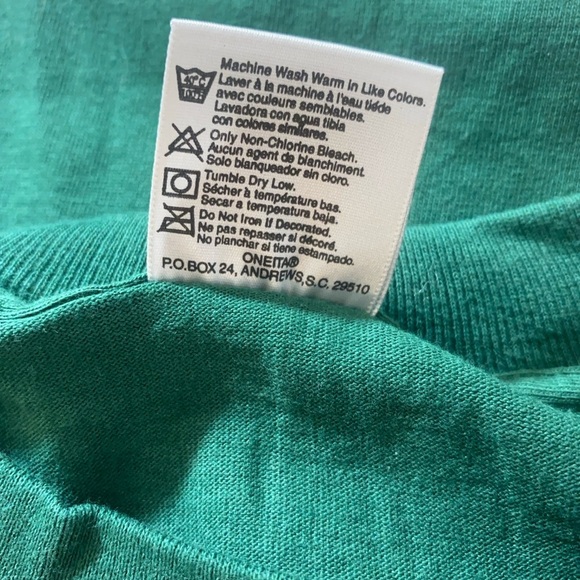 40°C
105°F
Machine Wash Warm in Like Colors.
Laver à la machine à l'eau tiéde
avec couleurs semblables.
Lavadora con agua tibia
con colores similares.
Only Non-Chlorine Bleach.
Aucun agent de blanchiment.
Solo blanqueador sin cloro.
Tumble Dry Low.
Sécher à température bas.
Secar a temperatura baja.
Do Not Iron If Decorated.
Ne pas repasser si décoré.
No planchar si tiene estampado.
ONEITA®
P.O.BOX 24, ANDREWS,S.C. 29510